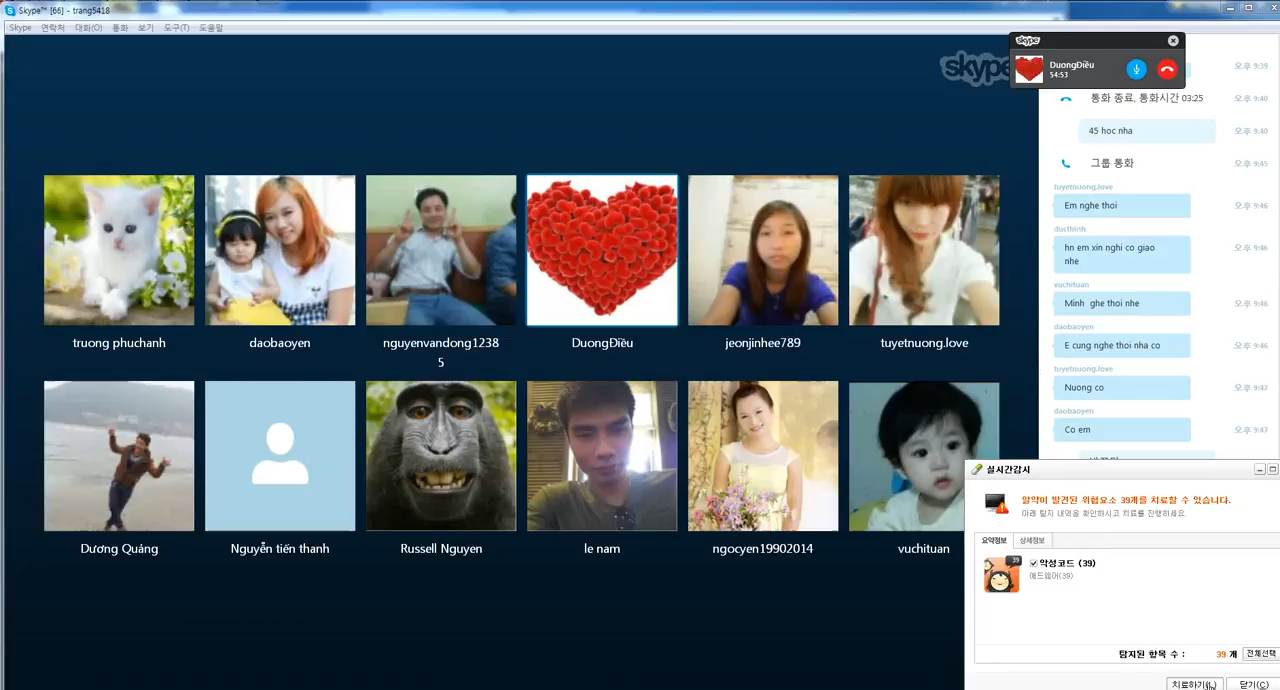 Skype™ [66] - trang5418
Skype 연락처 대화(O) 통화 보기 도구(T) 도움말
skype
skype
DuongĐiều
54:53
오후 9:39
통화 종료, 통화시간 03:25 오후 9:40
45 hoc nha 오후 9:40
그룹 통화 오후 9:45
tuyetnuong.love
Em nghe thoi 오후 9:46
ducthinh
hn em xin nghi co giao
nhe
오후 9:46
vuchituan
Minh ghe thoi nhe 오후 9:46
daobaoyen
E cung nghe thoi nha co 오후 9:46
tuyetnuong.love
Nuong co 오후 9:47
daobaoyen
Co em 오후 9:47
truong phuchanh
daobaoyen
nguyenvandong1238
5
DuongĐiều
jeonjinhee789
tuyetnuong.love
Dương Quảng
Nguyễn tiến thanh
Russell Nguyen
le nam
ngocyen19902014
vuchituan
실시간감시
알약이 발견된 위협요소 39개를 치료할 수 있습니다.
아래 탐지 내역을 확인하시고 치료를 진행하세요.
요약정보 상세정보
39
악성코드 (39)
애드웨어(39)
탐지된 항목 수 : 39 개 전체선택
치료하기(L) 닫기(C)